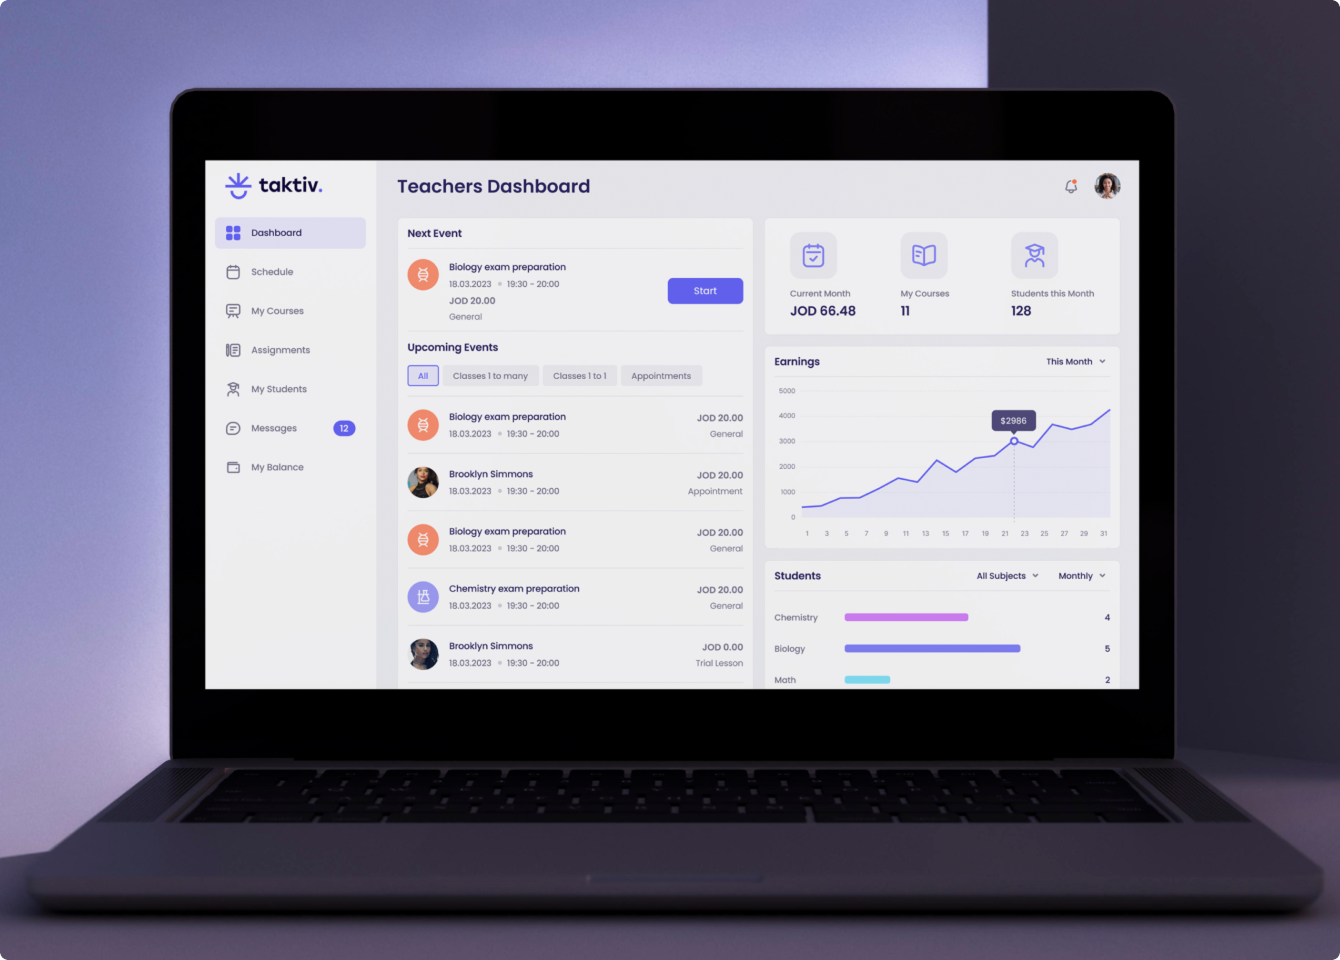 taktiv.
Dashboard
Schedule
My Courses
Assignments
My Students
Messages 12
My Balance
Teachers Dashboard
Next Event
Biology exam preparation
18.03.2023 19:30 - 20:00
JOD 20.00
General
Start
Upcoming Events
All Classes 1 to many Classes 1 to 1 Appointments
Biology exam preparation JOD 20.00
18.03.2023 19:30 - 20:00 General
Brooklyn Simmons JOD 20.00
18.03.2023 19:30 - 20:00 Appointment
Biology exam preparation JOD 20.00
18.03.2023 19:30 - 20:00 General
Chemistry exam preparation JOD 20.00
18.03.2023 19:30 - 20:00 General
Brooklyn Simmons JOD 0.00
18.03.2023 19:30 - 20:00 Trial Lesson
Current Month My Courses Students this Month
JOD 66.48 11 128
Earnings This Month
5000
4000
$2986
3000
2000
1000
0
1 3 5 7 9 11 13 15 17 19 21 23 25 27 29 31
Students All Subjects Monthly
Chemistry 4
Biology 5
Math 2